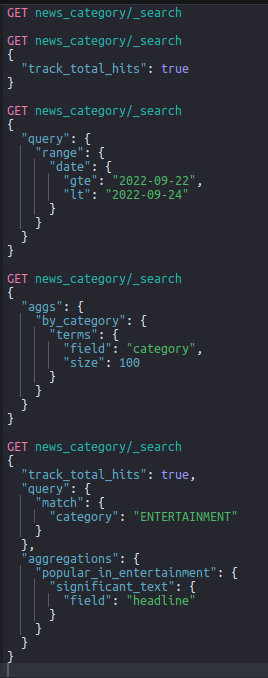 GET news_category/_search
GET news_category/_search
{
  "track_total_hits": true
}
GET news_category/_search
{
  "query": {
    "range": {
      "date": {
        "gte": "2022-09-22",
        "lt": "2022-09-24"
      }
    }
  }
}
GET news_category/_search
{
  "aggs": {
    "by_category": {
      "terms": {
        "field": "category",
        "size": 100
      }
    }
  }
}
GET news_category/_search
{
  "track_total_hits": true,
  "query": {
    "match": {
      "category": "ENTERTAINMENT"
    }
  },
  "aggregations": {
    "popular_in_entertainment": {
      "significant_text": {
        "field": "headline"
      }
    }
  }
}